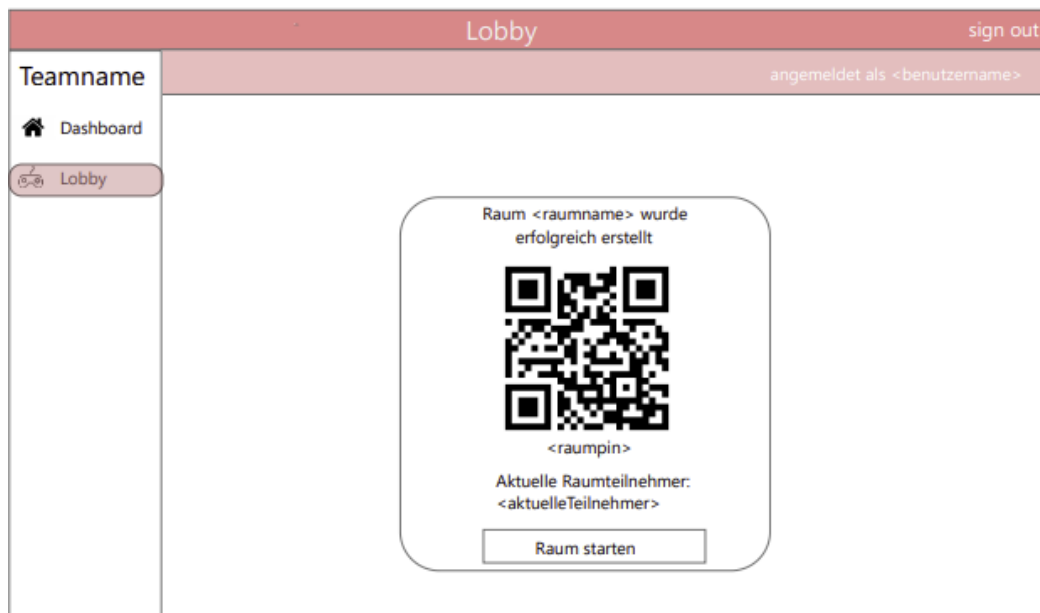 Lobby
sign out
Teamname
angemeldet als <benutzername>
Dashboard
Lobby
Raum <raumname> wurde
erfolgreich erstellt
<raumpin>
Aktuelle Raumteilnehmer:
<aktuelleTeilnehmer>
Raum starten